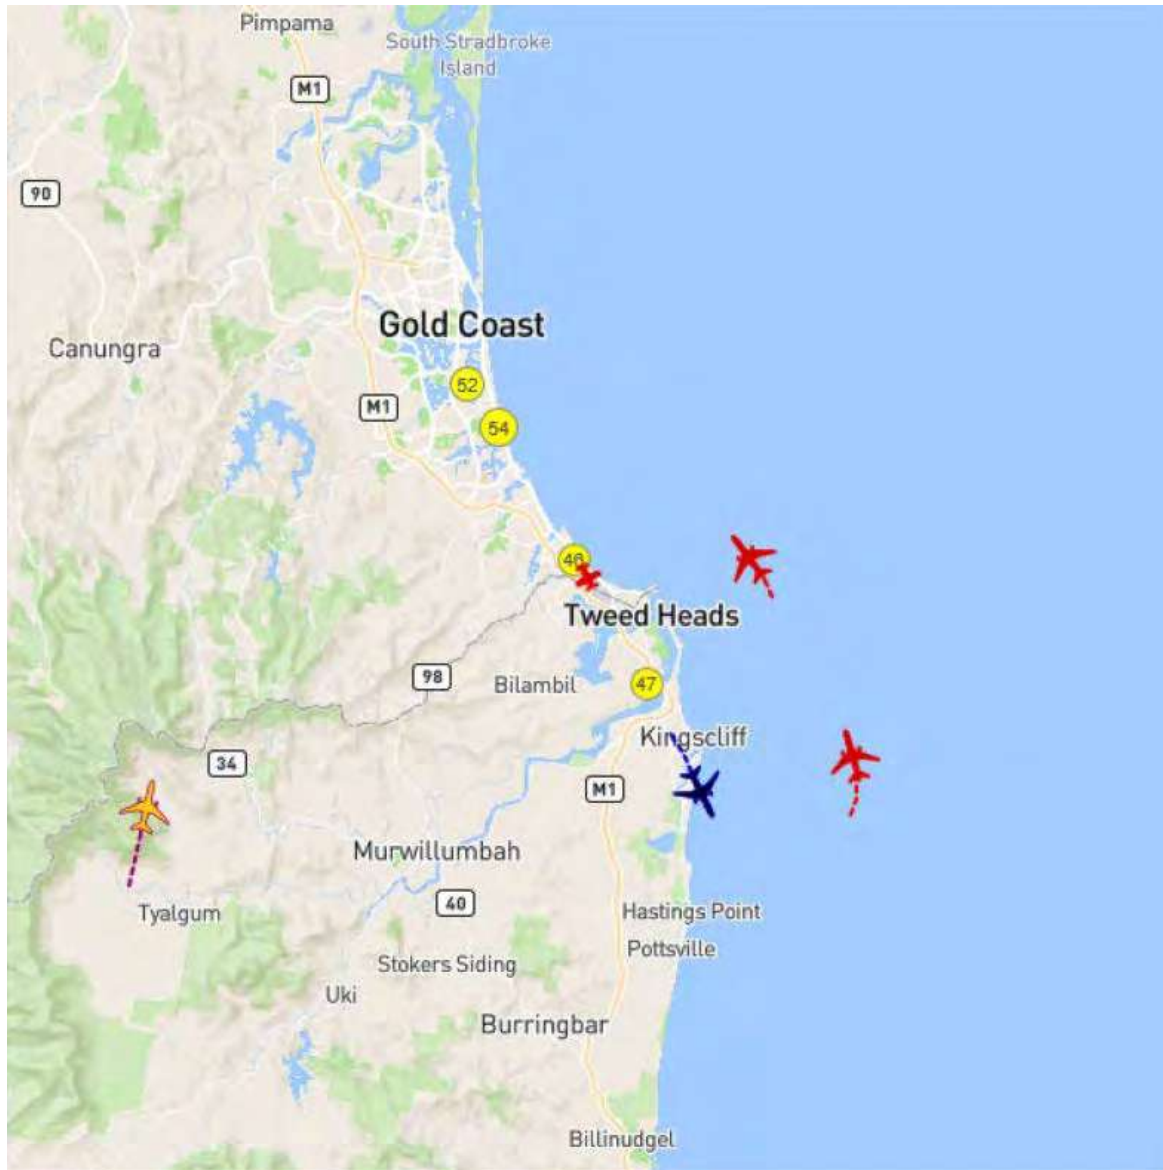 Pimpama
South Stradbroke
Island
M1
90
Gold Coast
Canungra
52
M1
54
46
Tweed Heads
98
Bilambil
47
Kingscliff
34
M1
Murwillumbah
40
Tyalgum
Hastings Point
Pottsville
Stokers Siding
Uki
Burringbar
Billinudgel